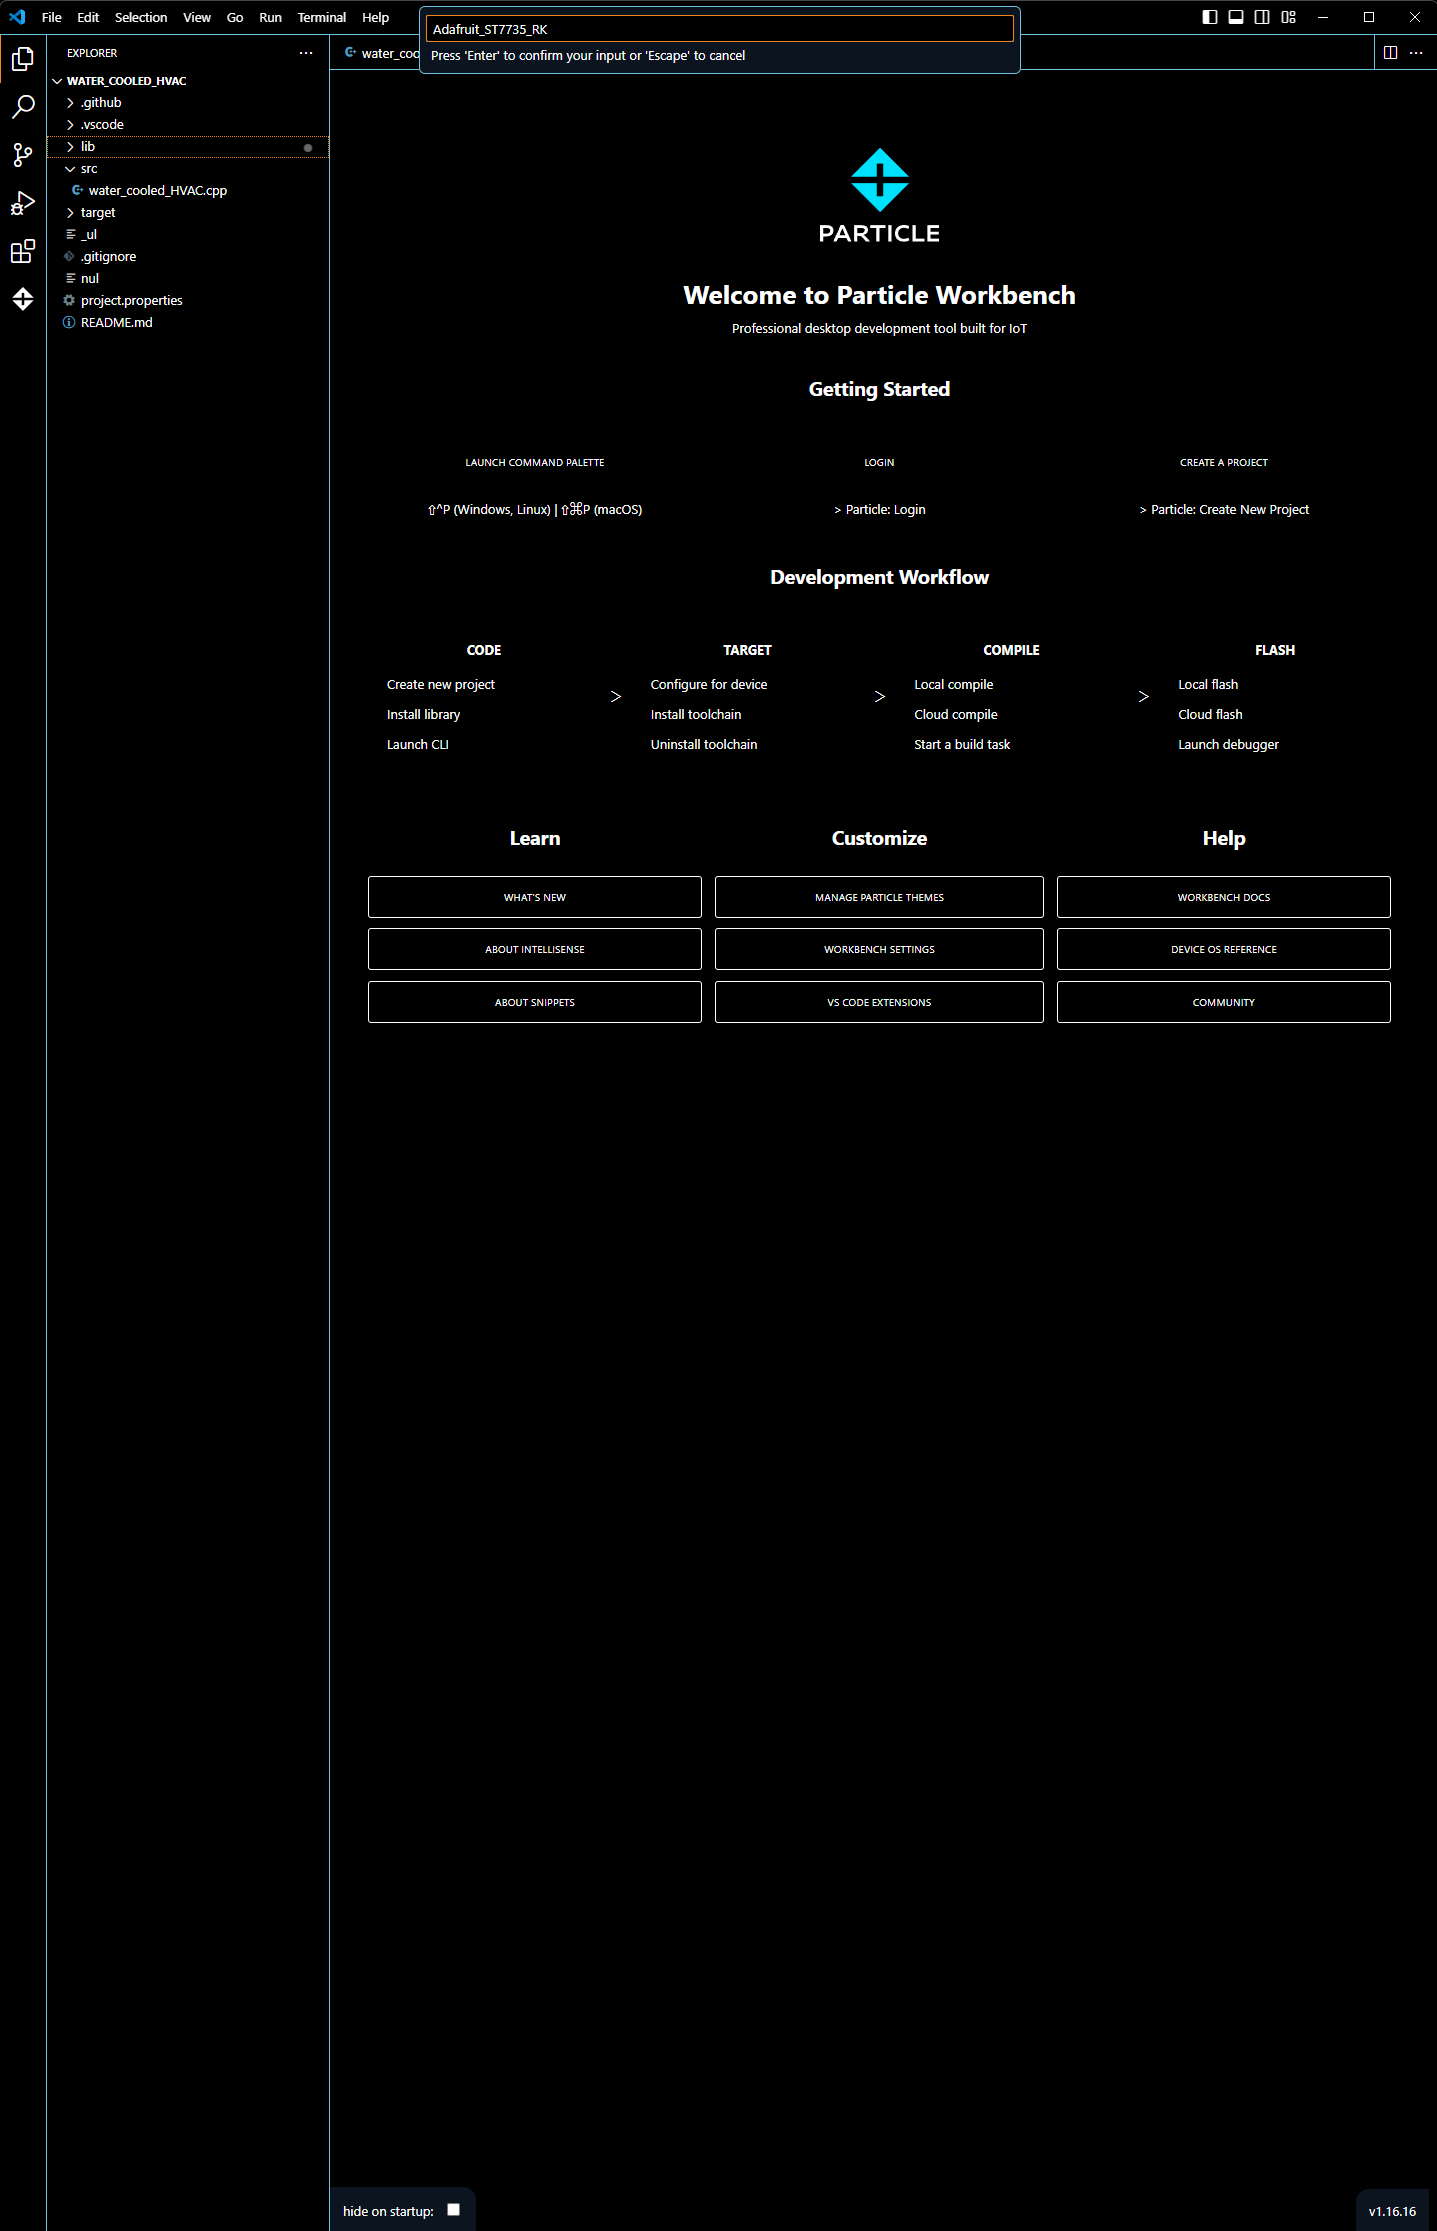 File Edit Selection View Go Run Terminal Help
Adafruit_ST7735_RK
Press 'Enter' to confirm your input or 'Escape' to cancel
EXPLORER
water_coo
WATER_COOLED_HVAC
.github
.vscode
lib
src
water_cooled_HVAC.cpp
target
_ul
.gitignore
nul
project.properties
README.md
PARTICLE
Welcome to Particle Workbench
Professional desktop development tool built for IoT
Getting Started
LAUNCH COMMAND PALETTE LOGIN CREATE A PROJECT
⇧^P (Windows, Linux) | ⇧⌘P (macOS) > Particle: Login > Particle: Create New Project
Development Workflow
CODE TARGET COMPILE FLASH
Create new project > Configure for device > Local compile > Local flash
Install library Install toolchain Cloud compile Cloud flash
Launch CLI Uninstall toolchain Start a build task Launch debugger
Learn Customize Help
WHAT'S NEW MANAGE PARTICLE THEMES WORKBENCH DOCS
ABOUT INTELLISENSE WORKBENCH SETTINGS DEVICE OS REFERENCE
ABOUT SNIPPETS VS CODE EXTENSIONS COMMUNITY
hide on startup:
v1.16.16